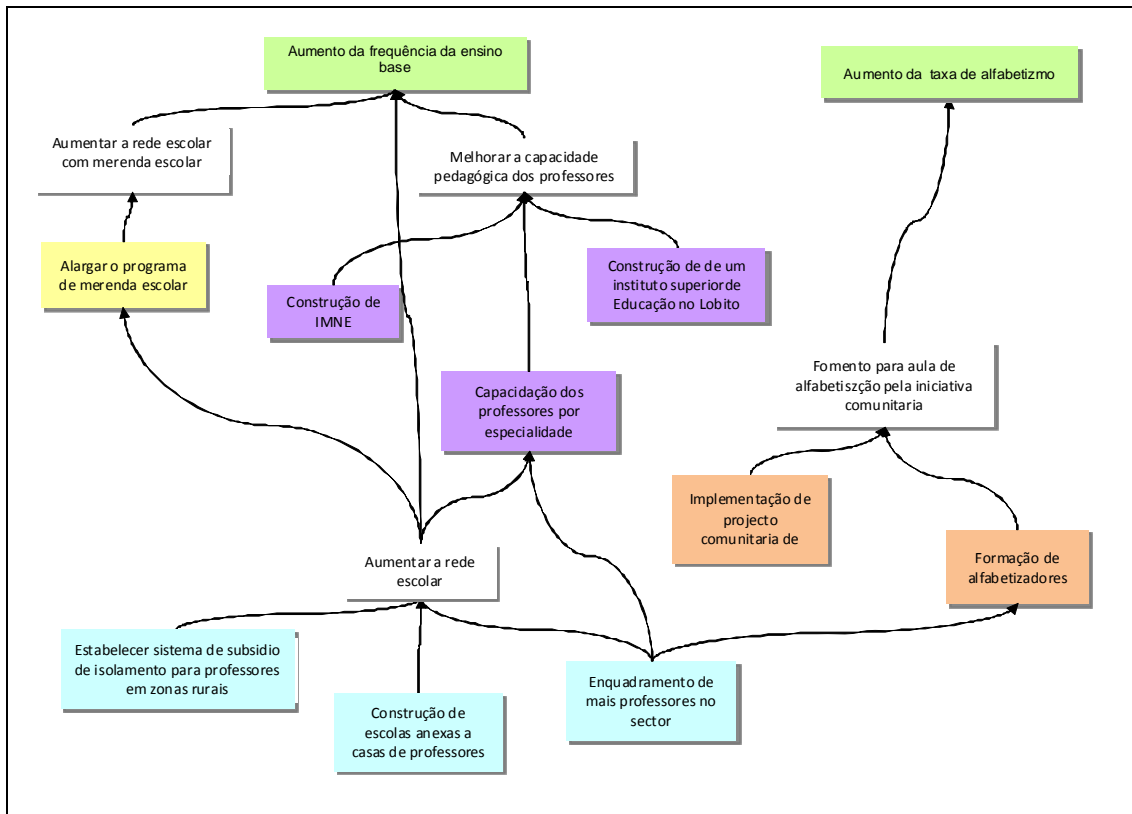 Aumento da frequência da ensino
base
Aumento da taxa de alfabetizmo
Aumentar a rede escolar
com merenda escolar
Melhorar a capacidade
pedagógica dos professores
Alargar o programa
de merenda escolar
Construção de
IMNE
Construção de de um
instituto superiorde
Educação no Lobito
Capacidação dos
professores por
especialidade
Fomento para aula de
alfabetiszção pela iniciativa
comunitaria
Implementação de
projecto
comunitaria de
Formação de
alfabetizadores
Aumentar a rede
escolar
Estabelecer sistema de subsidio
de isolamento para professores
em zonas rurais
Construção de
escolas anexas a
casas de professores
Enquadramento de
mais professores no
sector